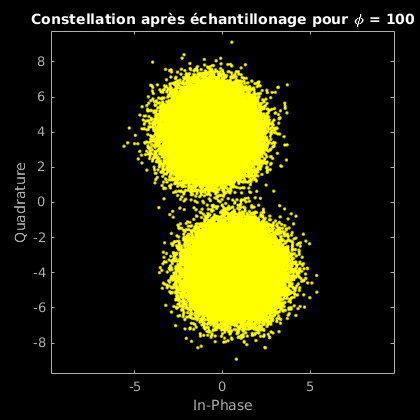 Constellation après échantillonage pour ϕ = 100
8
6
4
2
0
-2
-4
-6
-8
Quadrature
-5 0 5
In-Phase